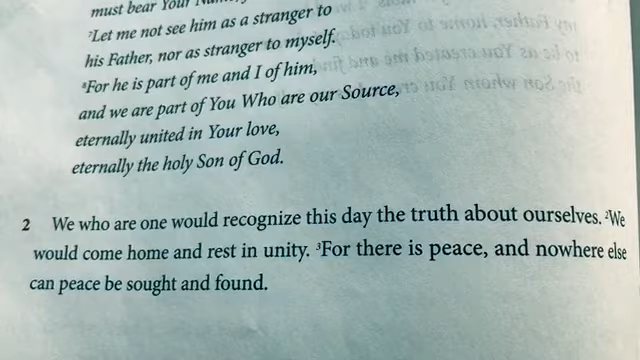 must bear Your
²Let me not see him as a stranger to
his Father, nor as stranger to myself.
³For he is part of me and I of him,
and we are part of You Who are our Source,
eternally united in Your love,
eternally the holy Son of God.
2 We who are one would recognize this day the truth about ourselves. ²We
would come home and rest in unity. ³For there is peace, and nowhere else
can peace be sought and found.